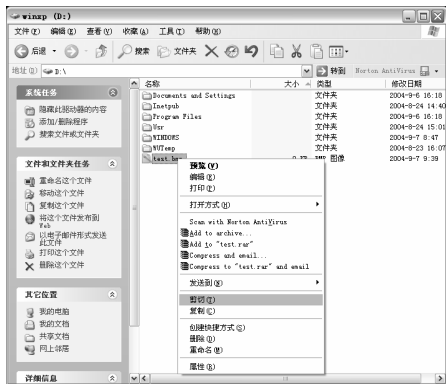 winxp (D:)
文件(F) 编辑(E) 查看(V) 收藏(A) 工具(T) 帮助(H)
后退 搜索 文件夹
地址(D) D:\ 转到 Norton AntiVirus
系统任务
隐藏此驱动器的内容
添加/删除程序
搜索文件或文件夹
文件和文件夹任务
重命名这个文件
移动这个文件
复制这个文件
将这个文件发布到
Web
以电子邮件形式发送
此文件
打印这个文件
删除这个文件
其它位置
我的电脑
我的文档
共享文档
网上邻居
详细信息
名称 大小 类型 修改日期
Documents and Settings 文件夹 2004-9-6 16:18
Inetpub 文件夹 2004-8-24 14:40
Program Files 文件夹 2004-9-6 16:18
Usr 文件夹 2004-8-24 15:01
WINDOWS 文件夹 2004-9-7 8:47
WUTemp 文件夹 2004-8-23 16:07
test.bmp 0 KB BMP 图像 2004-9-7 9:39
预览(V)
编辑(E)
打印(P)
打开方式(H)
Scan with Norton AntiVirus
Add to archive...
Add to "test.rar"
Compress and email...
Compress to "test.rar" and email
发送到(N)
剪切(T)
复制(C)
创建快捷方式(S)
删除(D)
重命名(M)
属性(R)